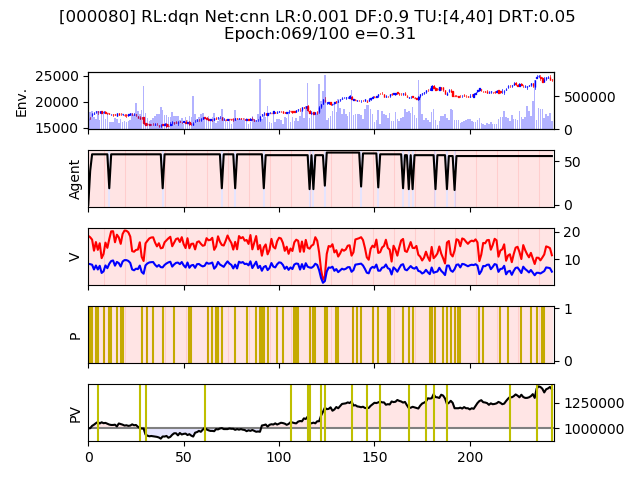 [000080] RL:dqn Net:cnn LR:0.001 DF:0.9 TU:[4,40] DRT:0.05
Epoch:069/100 e=0.31
Env.
25000
20000
15000
500000
0
Agent
50
0
V
20
10
P
1
0
PV
1250000
1000000
0 50 100 150 200